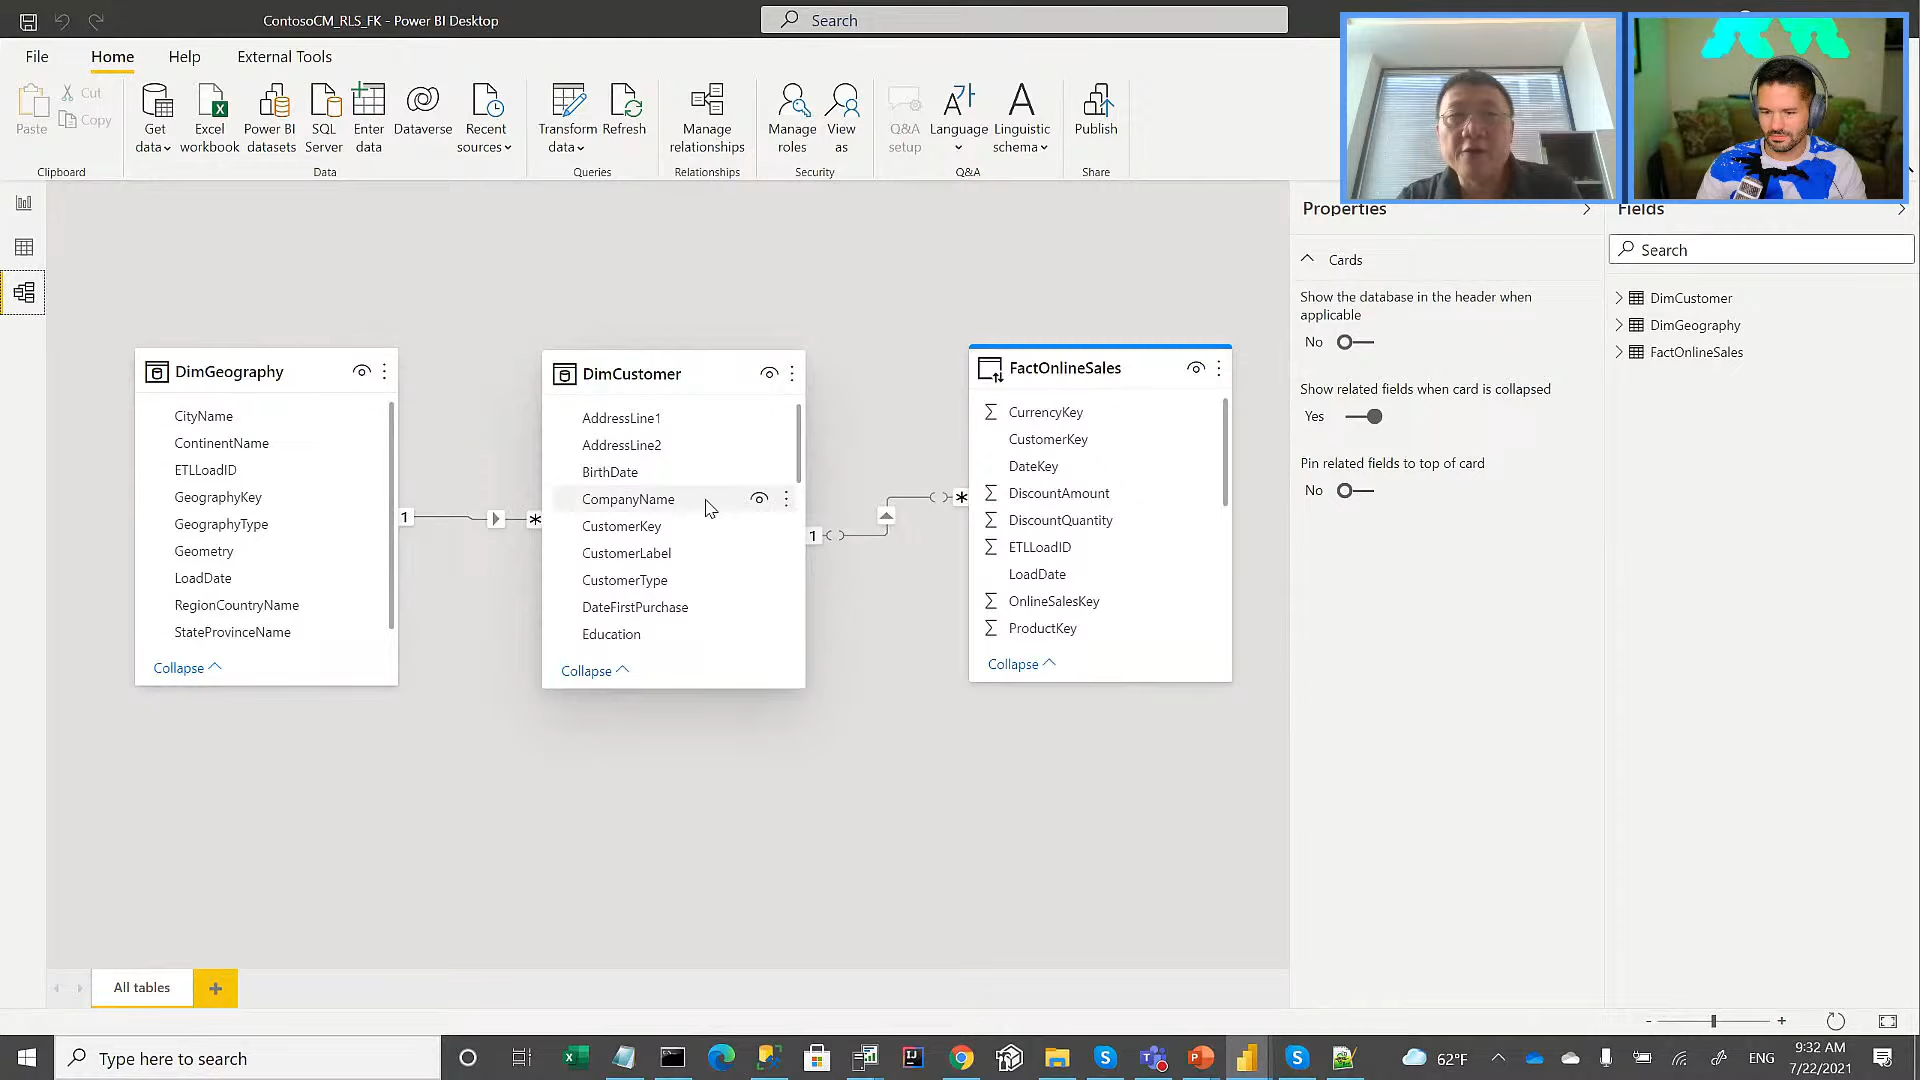 ContosoCM_RLS_FK - Power BI Desktop
Search
File
Home
Help
External Tools
Paste
Cut
Copy
Clipboard
Get data
Excel workbook
Power BI datasets
SQL Server
Enter data
Dataverse
Recent sources
Data
Transform data
Refresh
Queries
Manage relationships
Relationships
Manage roles
View as
Security
Q&A setup
Language
Linguistic schema
Q&A
Publish
Share
DimGeography
CityName
ContinentName
ETLLoadID
GeographyKey
GeographyType
Geometry
LoadDate
RegionCountryName
StateProvinceName
Collapse
1
*
DimCustomer
AddressLine1
AddressLine2
BirthDate
CompanyName
CustomerKey
CustomerLabel
CustomerType
DateFirstPurchase
Education
Collapse
1
*
FactOnlineSales
CurrencyKey
CustomerKey
DateKey
DiscountAmount
DiscountQuantity
ETLLoadID
LoadDate
OnlineSalesKey
ProductKey
Collapse
Properties
Cards
Show the database in the header when
applicable
No
Show related fields when card is collapsed
Yes
Pin related fields to top of card
No
Fields
Search
DimCustomer
DimGeography
FactOnlineSales
All tables
+
- +
Type here to search
62°F
ENG
9:32 AM
7/22/2021